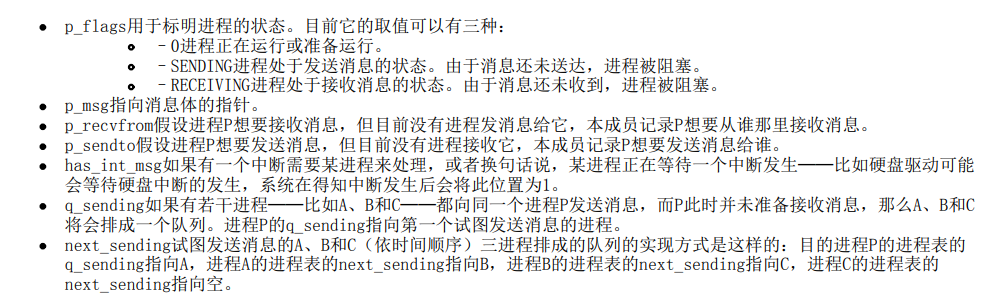 ● p_flags用于标明进程的状态。目前它的取值可以有三种：
○ －0进程正在运行或准备运行。
○ －SENDING进程处于发送消息的状态。由于消息还未送达，进程被阻塞。
○ －RECEIVING进程处于接收消息的状态。由于消息还未收到，进程被阻塞。
● p_msg指向消息体的指针。
● p_recvfrom假设进程P想要接收消息，但目前没有进程发消息给它，本成员记录P想要从谁那里接收消息。
● p_sendto假设进程P想要发送消息，但目前没有进程接收它，本成员记录P想要发送消息给谁。
● has_int_msg如果有一个中断需要某进程来处理，或者换句话说，某进程正在等待一个中断发生——比如硬盘驱动可能
会等待硬盘中断的发生，系统在得知中断发生后会将此位置为1。
● q_sending如果有若干进程——比如A、B和C——都向同一个进程P发送消息，而P此时并未准备接收消息，那么A、B和C
将会排成一个队列。进程P的q_sending指向第一个试图发送消息的进程。
● next_sending试图发送消息的A、B和C（依时间顺序）三进程排成的队列的实现方式是这样的：目的进程P的进程表的
q_sending指向A，进程A的进程表的next_sending指向B，进程B的进程表的next_sending指向C，进程C的进程表的
next_sending指向空。